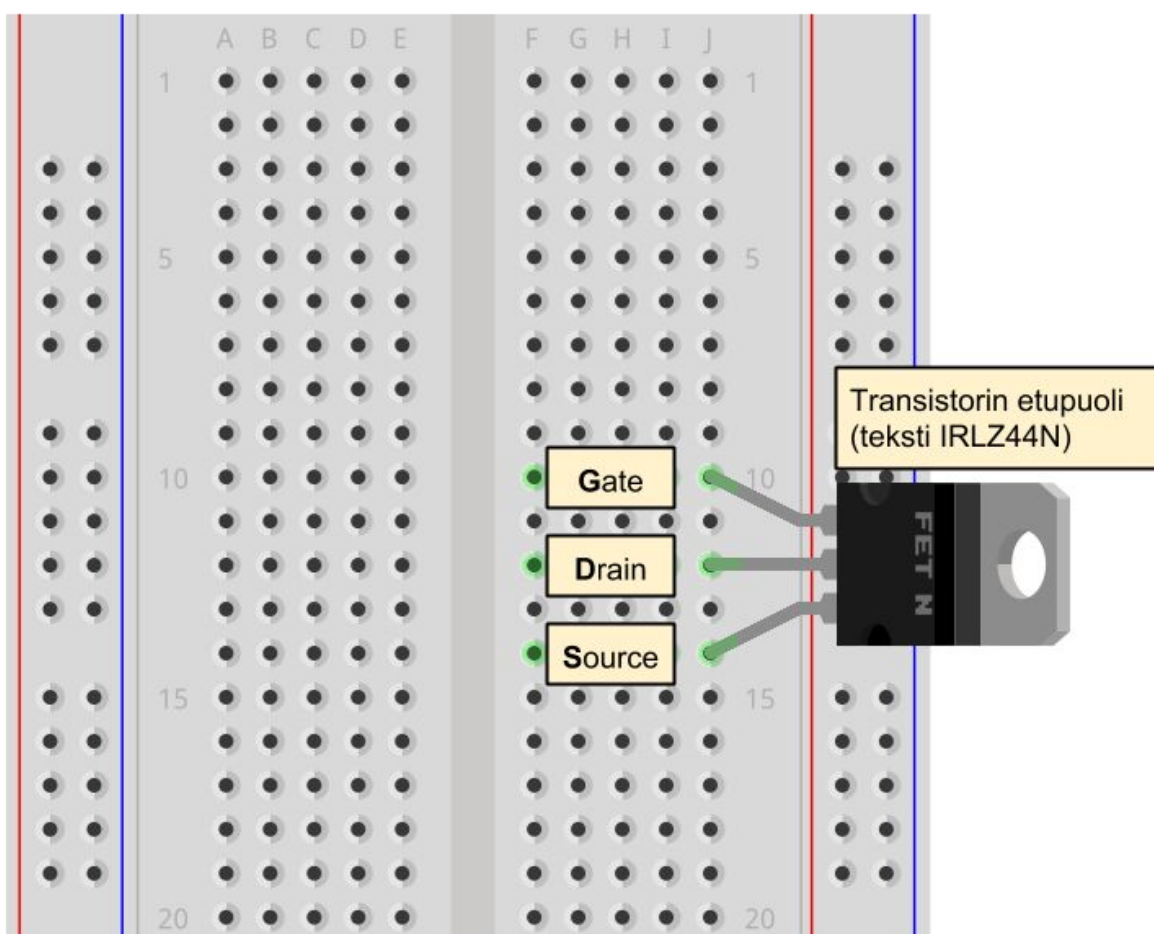 A B C D E F G H I J
1 1
5 5
Transistorin etupuoli
(teksti IRLZ44N)
10 Gate 10
FET N
Drain
Source
15 15
20 20